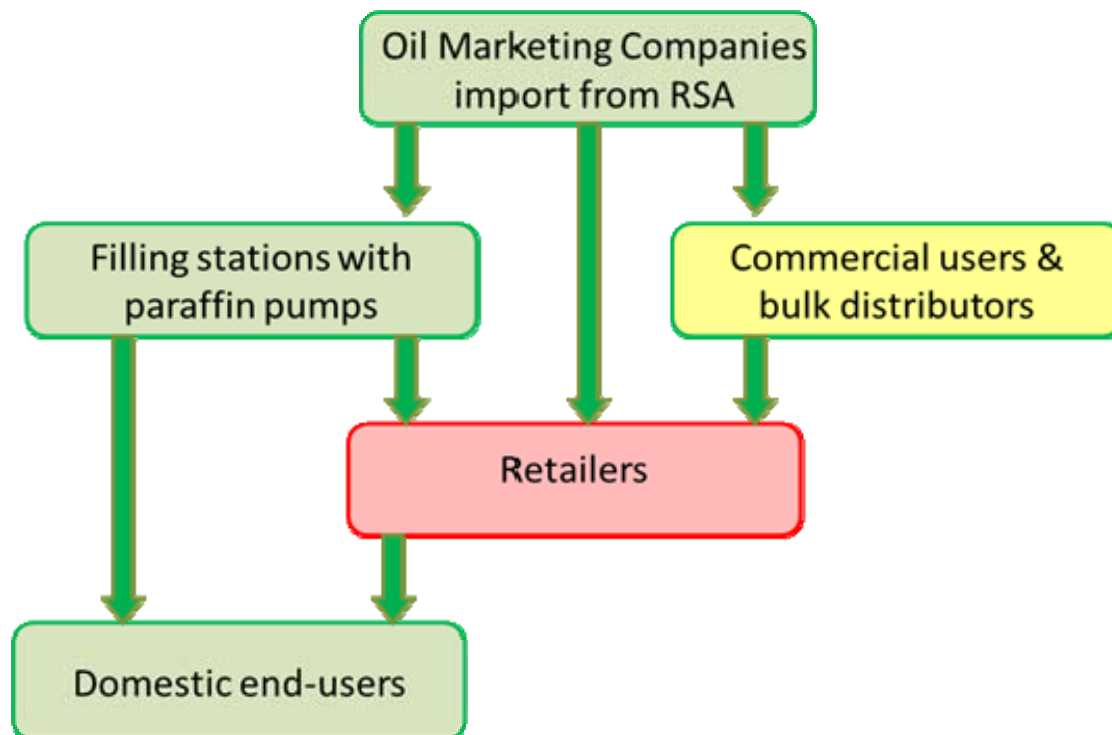 Oil Marketing Companies
import from RSA
Filling stations with
paraffin pumps
Commercial users &
bulk distributors
Retailers
Domestic end-users